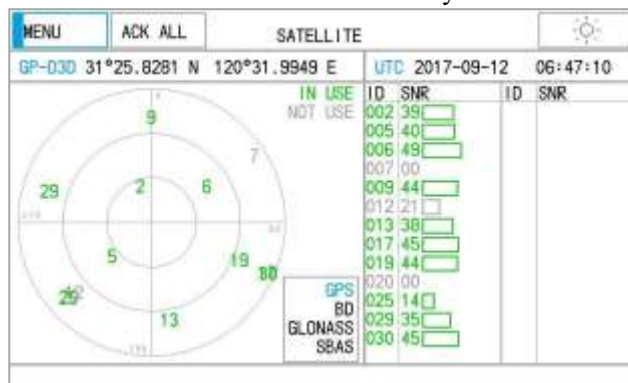 MENU
ACK ALL
SATELLITE
GP-D3D 31°25.8281 N 120°31.9949 E
UTC 2017-09-12 06:47:10
IN USE
NOT USE
9
7
29
2
6
5
19
13
GPS
BD
GLONASS
SBAS
ID SNR ID SNR
002 39
005 40
006 49
007 00
009 44
012 21
013 38
017 45
019 44
020 00
025 14
029 35
030 45